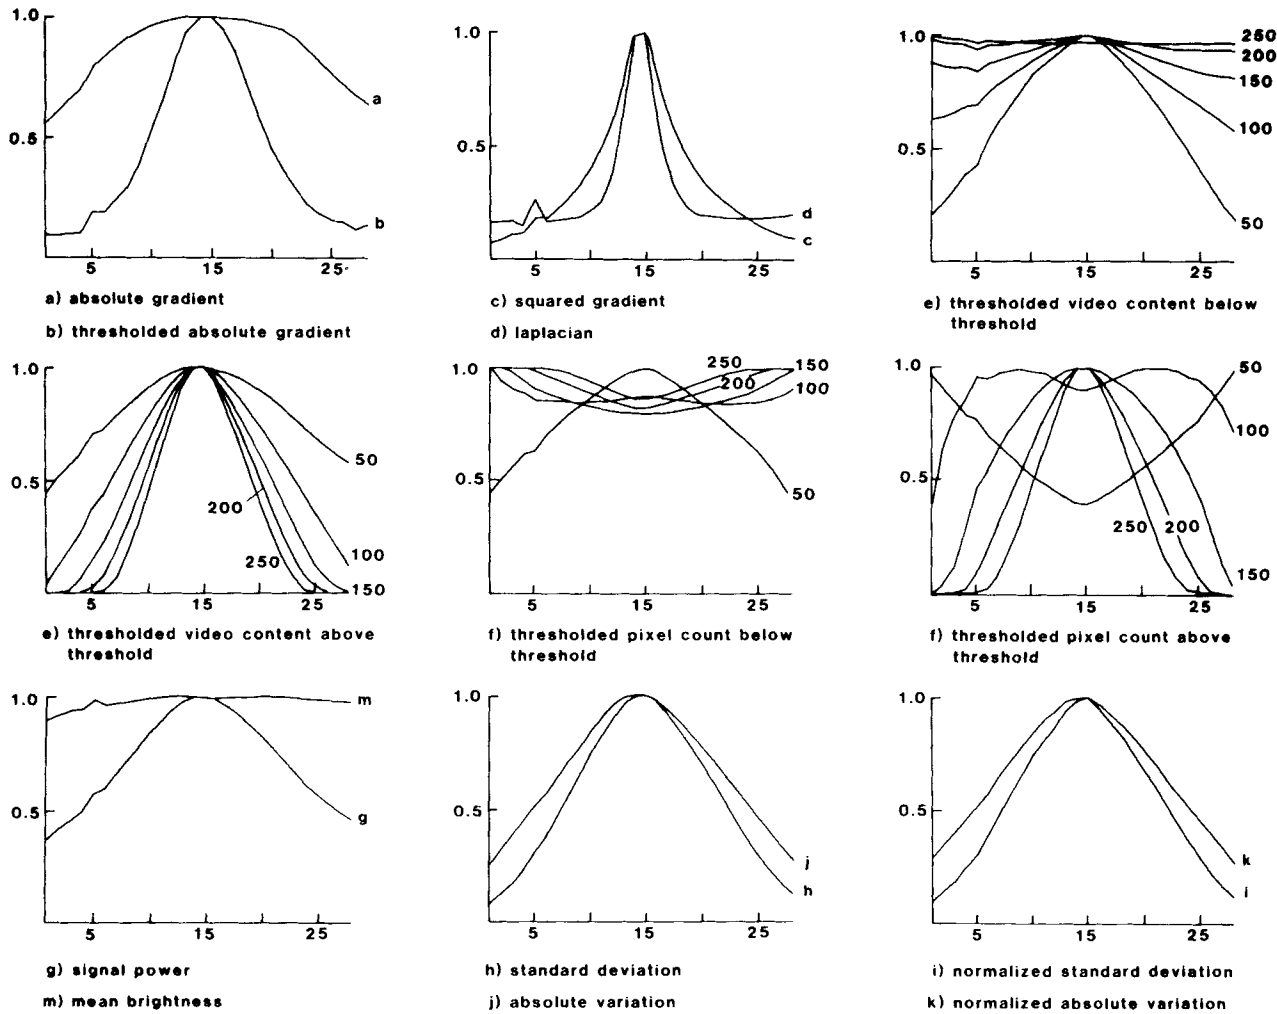 1.0
0.5
a
b
5
15
25
a) absolute gradient
b) thresholded absolute gradient
1.0
0.5
d
c
5
15
25
c) squared gradient
d) laplacian
1.0
0.5
250
200
150
100
50
5
15
25
e) thresholded video content below
threshold
1.0
0.5
50
200
250
100
150
5
15
25
e) thresholded video content above
threshold
1.0
0.5
250
200
150
100
50
5
15
25
f) thresholded pixel count below
threshold
1.0
0.5
50
100
250
200
150
5
15
25
f) thresholded pixel count above
threshold
1.0
0.5
m
g
5
15
25
g) signal power
m) mean brightness
1.0
0.5
j
h
5
15
25
h) standard deviation
j) absolute variation
1.0
0.5
k
i
5
15
25
i) normalized standard deviation
k) normalized absolute variation